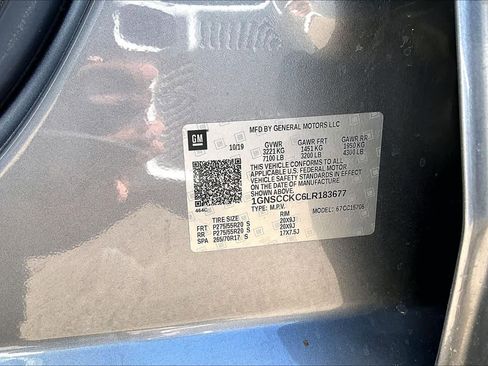 GM
MFD BY GENERAL MOTORS LLC
10/19
GVWR GAWR FRT GAWR RR
3221 KG 1451 KG 1950 KG
7100 LB 3200 LB 4300 LB
THIS VEHICLE CONFORMS TO ALL
APPLICABLE U.S. FEDERAL MOTOR
VEHICLE SAFETY STANDARDS IN EFFECT
ON THE DATE OF MANUFACTURE
SHOWN ABOVE.
1GNSCCKC6LR183677
TYPE: M.P.V. MODEL:
TIRE SIZE RIM
FRT P275/55R20 S 20X9J
RR P275/55R20 S 20X9J
SPA 265/70R17 S 17X7.5J